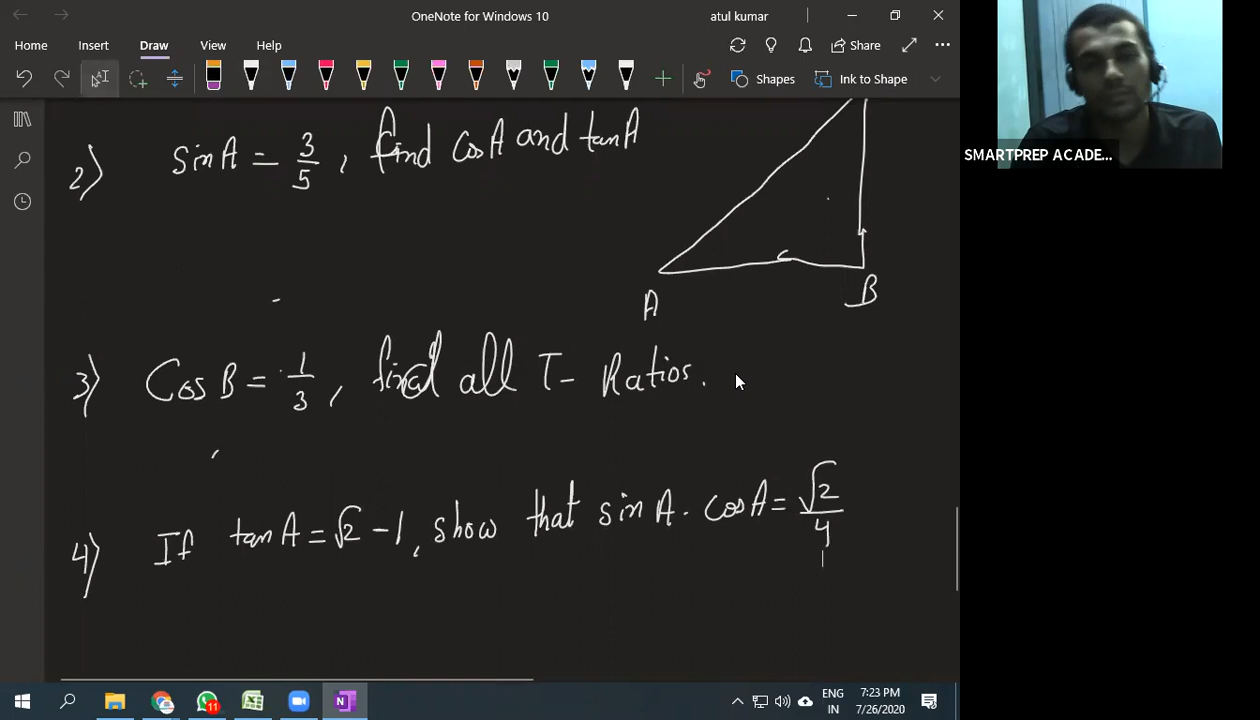 OneNote for Windows 10
atul kumar
Home Insert Draw View Help
Share
Shapes
Ink to Shape
2) sin A = 3/5, find cos A and tan A
A
B
3) Cos B = 1/3, find all T- Ratios.
4) If tan A = √2 - 1, show that sin A . cos A = √2/4
SMARTPREP ACADE...
11
ENG
IN
7:23 PM
7/26/2020